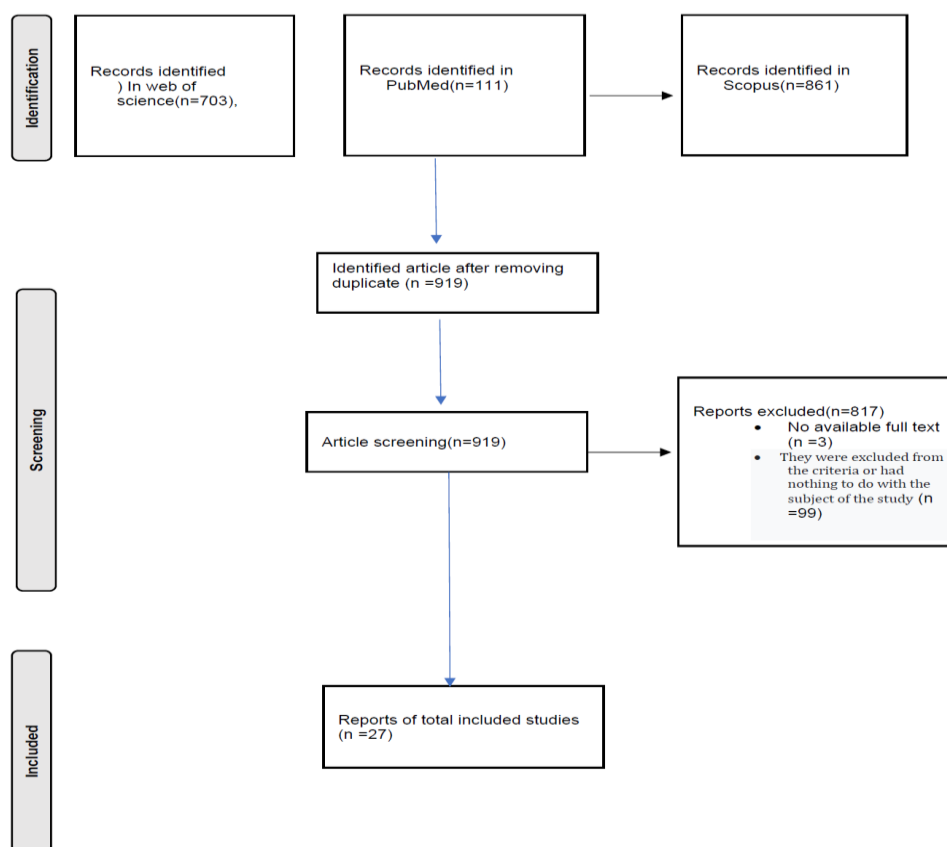 Identification
Records identified
) In web of
science(n=703),
Records identified in
PubMed(n=111)
Records identified in
Scopus(n=861)
Identified article after removing
duplicate (n =919)
Screening
Article screening(n=919)
Reports excluded(n=817)
• No available full text
(n =3)
• They were excluded from
the criteria or had
nothing to do with the
subject of the study (n
=99)
Included
Reports of total included studies
(n =27)